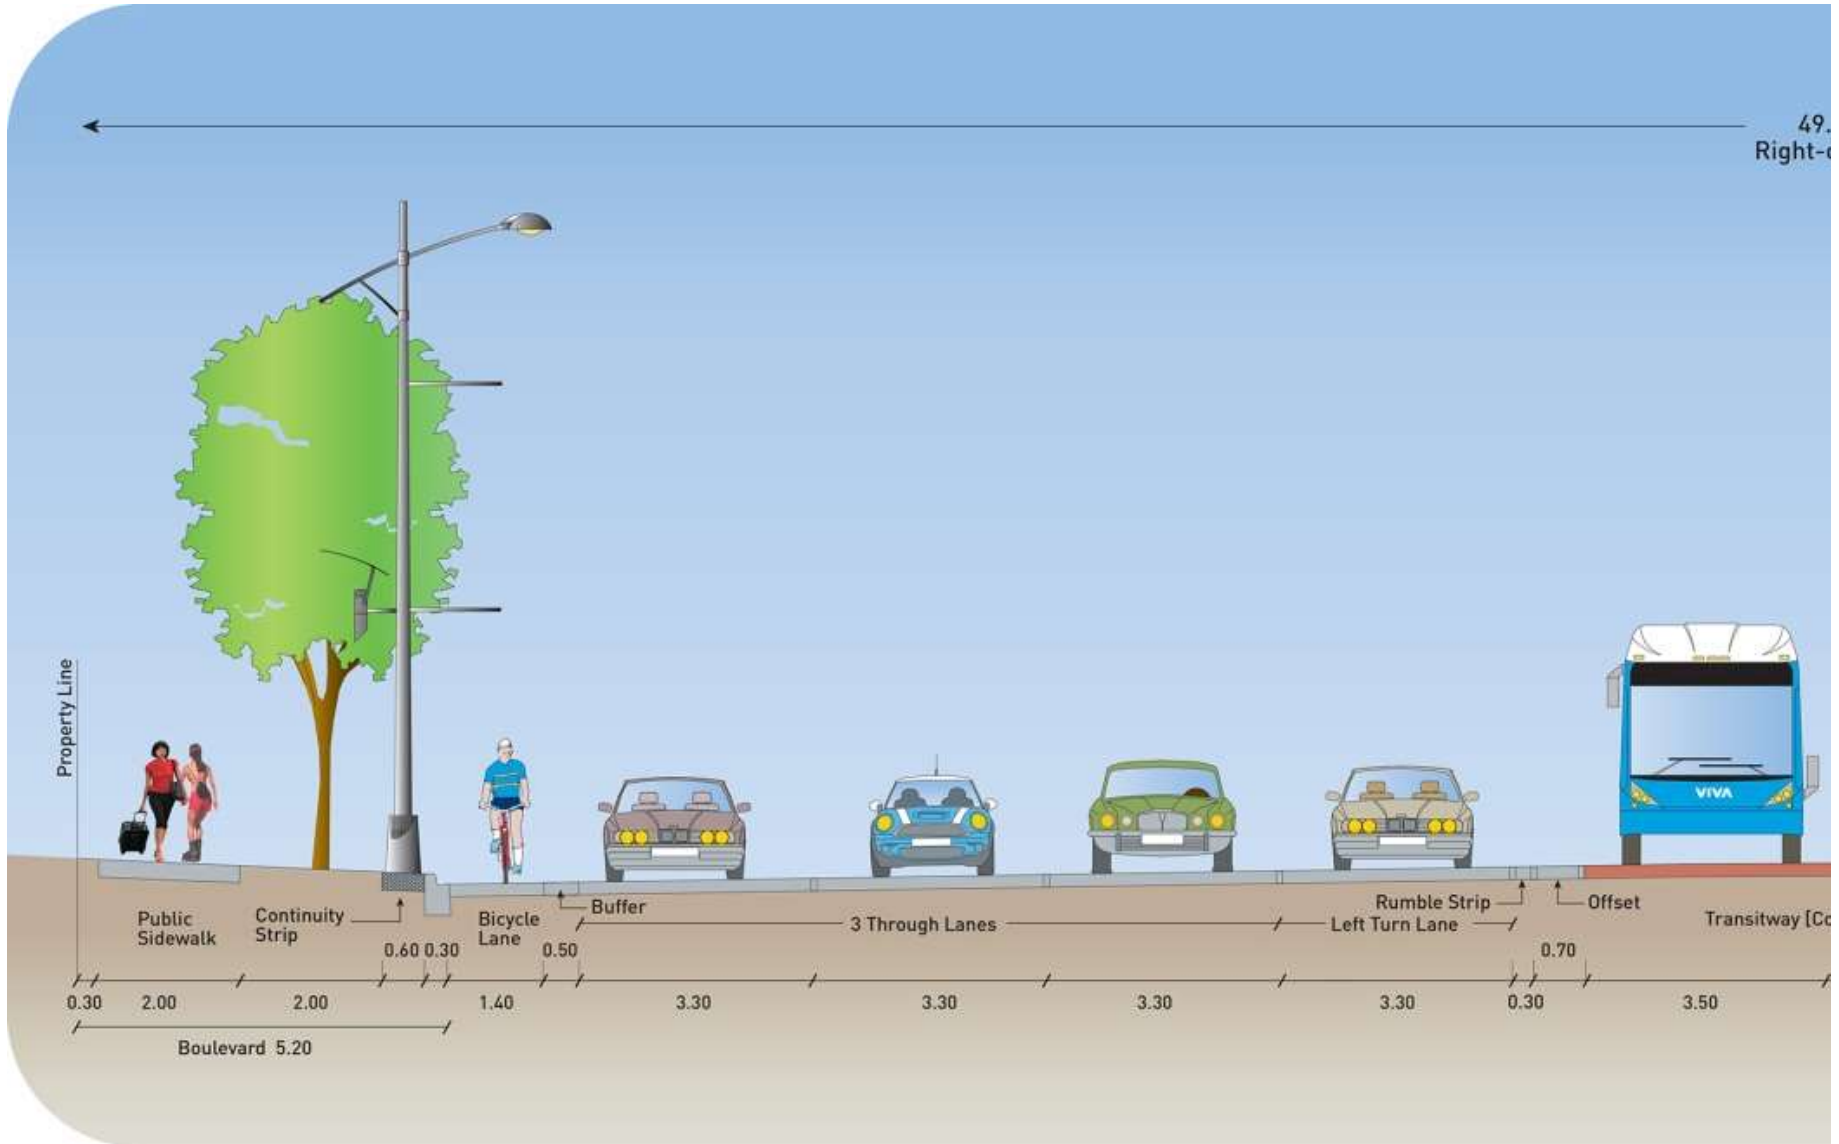 49.
Right-o
Property Line
VIVA
Public
Sidewalk
Continuity
Strip
Bicycle
Lane
Buffer
3 Through Lanes
Left Turn Lane
Rumble Strip
Offset
Transitway [Co
0.60 0.30
0.50
0.70
0.30 2.00 2.00 1.40 3.30 3.30 3.30 3.30 0.30 3.50
Boulevard 5.20